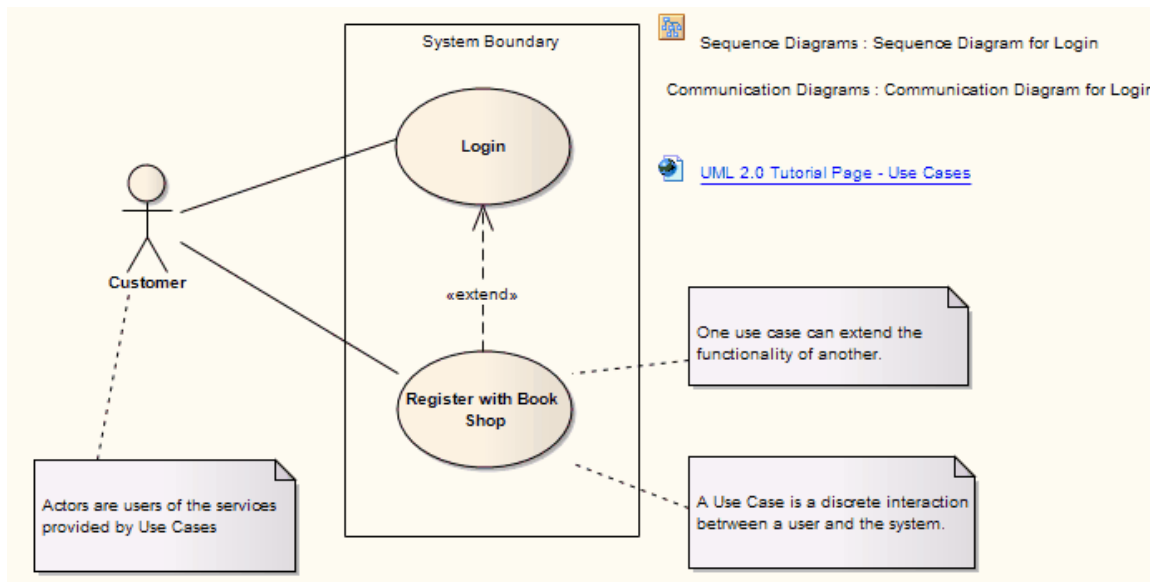 System Boundary
Sequence Diagrams : Sequence Diagram for Login
Communication Diagrams : Communication Diagram for Login
Login
UML 2.0 Tutorial Page - Use Cases
Customer
«extend»
One use case can extend the
functionality of another.
Register with Book
Shop
Actors are users of the services
provided by Use Cases
A Use Case is a discrete interaction
betrween a user and the system.